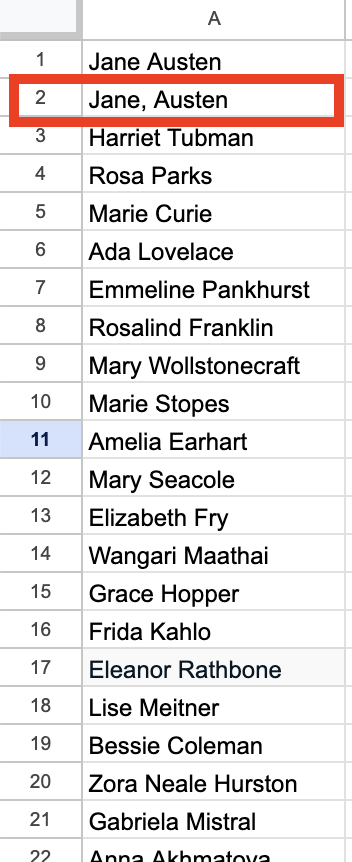 A
1 Jane Austen
2 Jane, Austen
3 Harriet Tubman
4 Rosa Parks
5 Marie Curie
6 Ada Lovelace
7 Emmeline Pankhurst
8 Rosalind Franklin
9 Mary Wollstonecraft
10 Marie Stopes
11 Amelia Earhart
12 Mary Seacole
13 Elizabeth Fry
14 Wangari Maathai
15 Grace Hopper
16 Frida Kahlo
17 Eleanor Rathbone
18 Lise Meitner
19 Bessie Coleman
20 Zora Neale Hurston
21 Gabriela Mistral
22 Anna Akhmatova